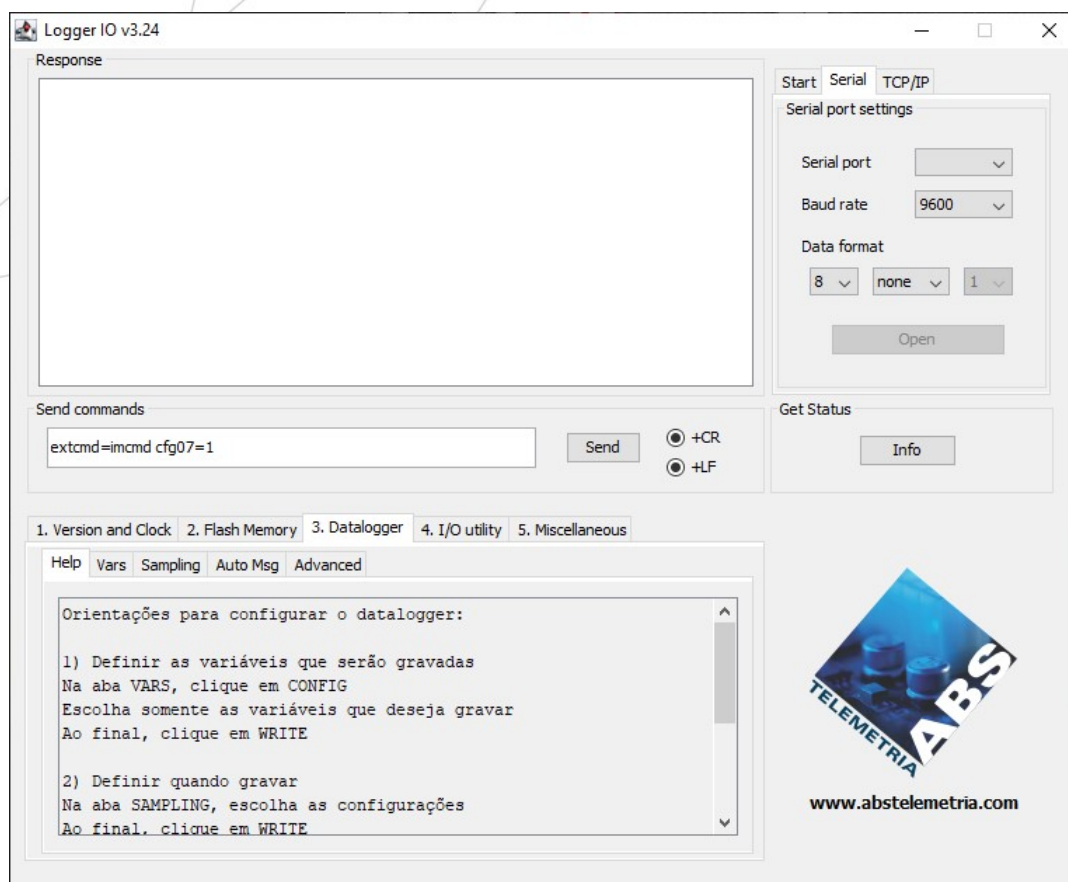 Logger IO v3.24
Response
Start Serial TCP/IP
Serial port settings
Serial port
Baud rate 9600
Data format
8 none 1
Open
Send commands
extcmd=imcmd cfg07=1
Send
+CR
+LF
Get Status
Info
1. Version and Clock 2. Flash Memory 3. Datalogger 4. I/O utility 5. Miscellaneous
Help Vars Sampling Auto Msg Advanced
Orientações para configurar o datalogger:
1) Definir as variáveis que serão gravadas
Na aba VARS, clique em CONFIG
Escolha somente as variáveis que deseja gravar
Ao final, clique em WRITE
2) Definir quando gravar
Na aba SAMPLING, escolha as configurações
Ao final, clique em WRITE
TELEMETRIA
ABS
www.abstelemetria.com